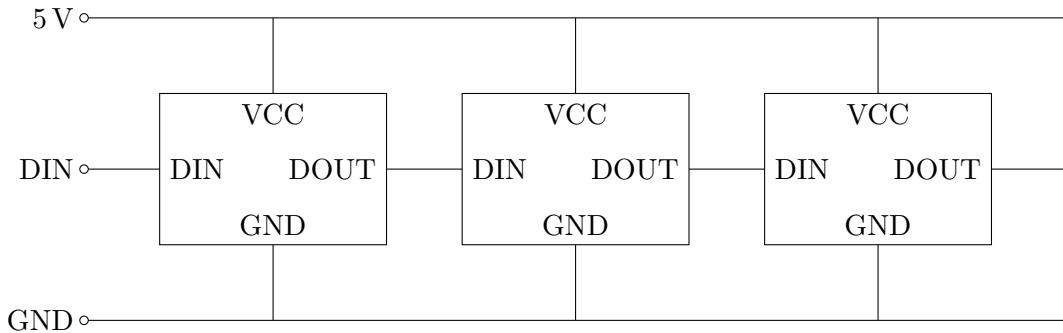 5 V
VCC VCC VCC
DIN DIN DOUT DIN DOUT DIN DOUT
GND GND GND
GND